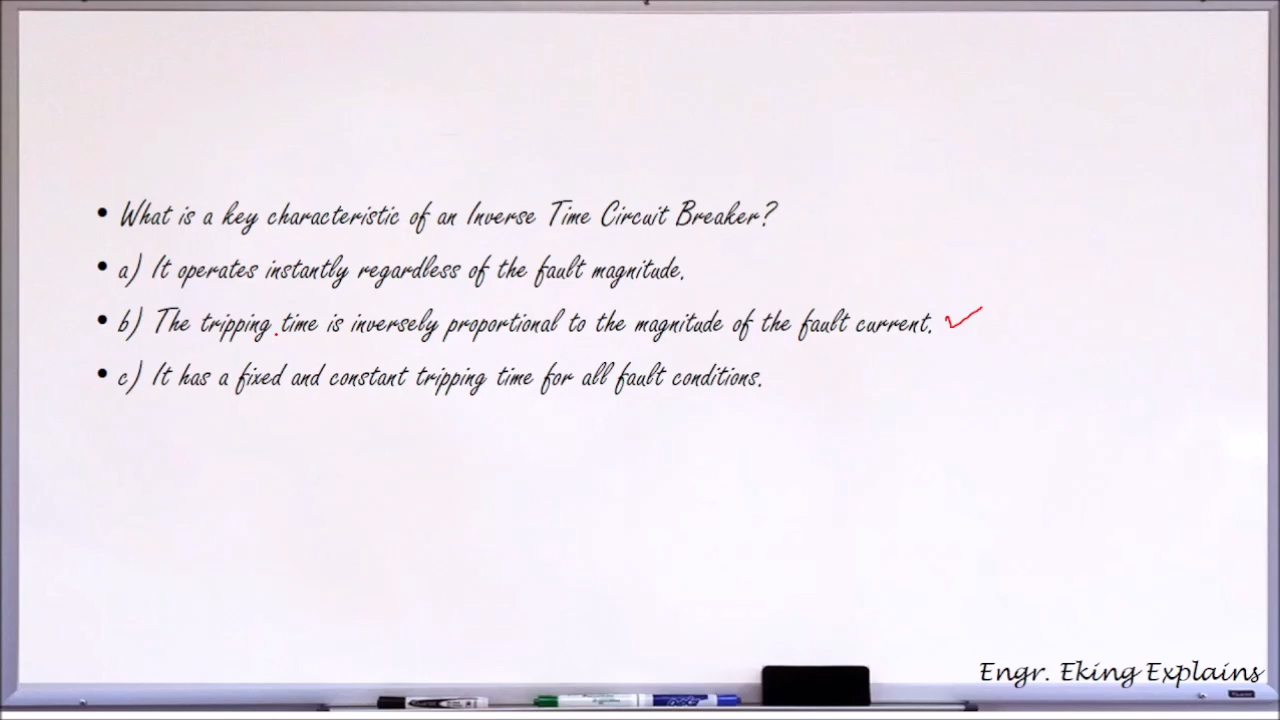 • What is a key characteristic of an Inverse Time Circuit Breaker?
• a) It operates instantly regardless of the fault magnitude.
• b) The tripping time is inversely proportional to the magnitude of the fault current.
• c) It has a fixed and constant tripping time for all fault conditions.
Engr. Eking Explains